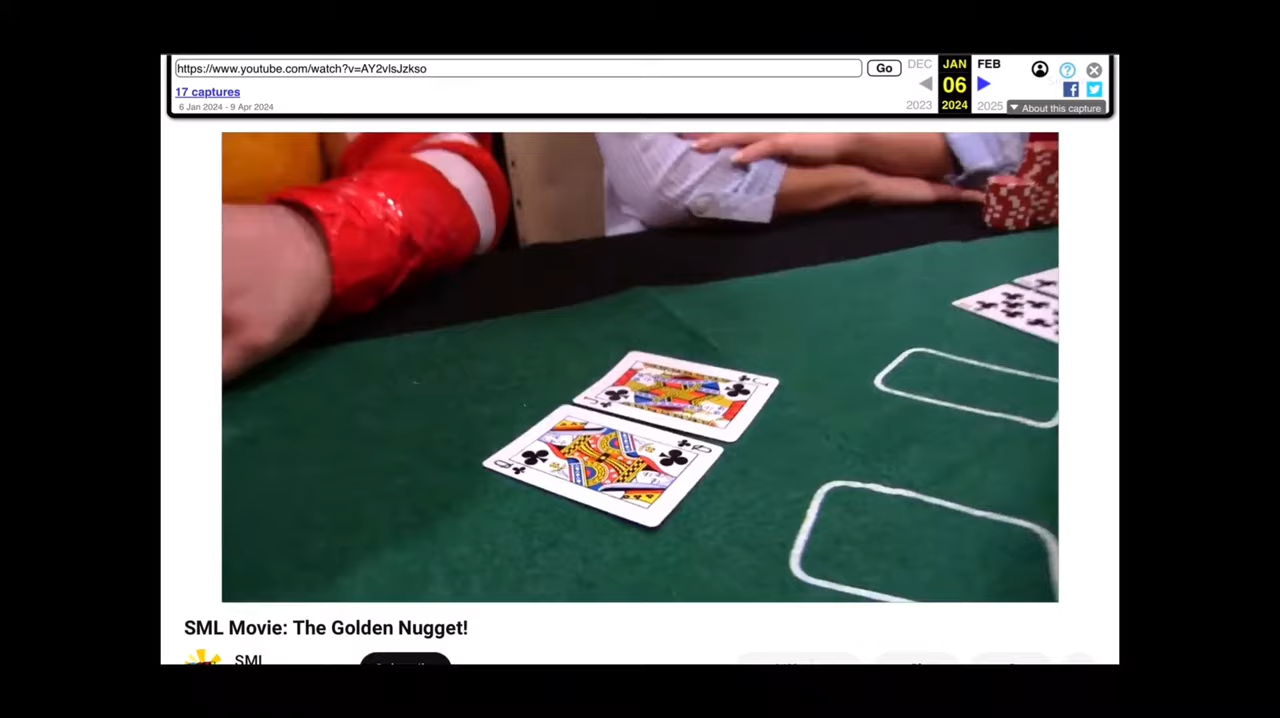 https://www.youtube.com/watch?v=AY2vlsJzkso
Go
DEC
JAN
FEB
17 captures
06
6 Jan 2024 - 9 Apr 2024
2023
2024
2025
About this capture
J
J
Q
Q
SML Movie: The Golden Nugget!
SML